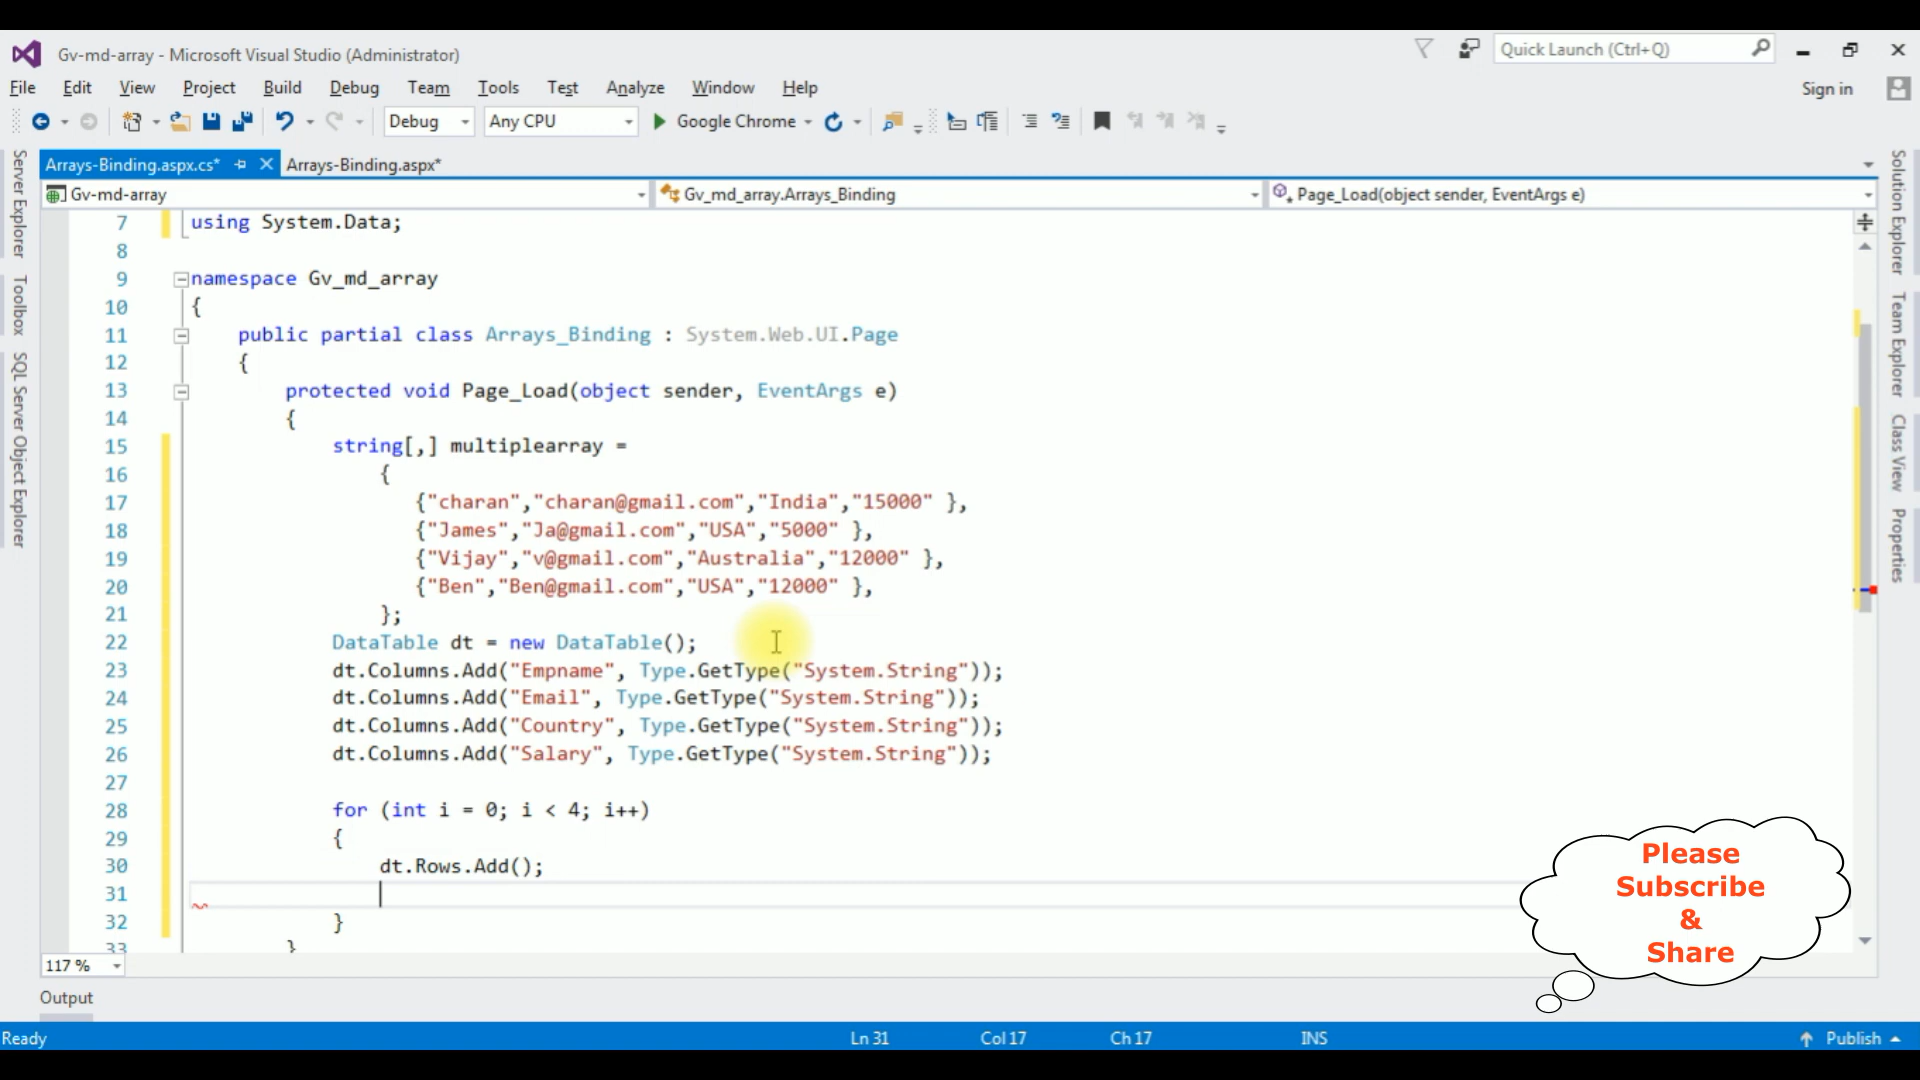 Gv-md-array - Microsoft Visual Studio (Administrator)
Quick Launch (Ctrl+Q)
File Edit View Project Build Debug Team Tools Test Analyze Window Help
Sign in
Debug Any CPU Google Chrome
Arrays-Binding.aspx.cs* Arrays-Binding.aspx*
Gv-md-array Gv_md_array.Arrays_Binding Page_Load(object sender, EventArgs e)
Server Explorer
Toolbox
SQL Server Object Explorer
7 using System.Data;
8
9 namespace Gv_md_array
10 {
11 public partial class Arrays_Binding : System.Web.UI.Page
12 {
13 protected void Page_Load(object sender, EventArgs e)
14 {
15 string[,] multiplearray =
16 {
17 {"charan","charan@gmail.com","India","15000" },
18 {"James","Ja@gmail.com","USA","5000" },
19 {"Vijay","v@gmail.com","Australia","12000" },
20 {"Ben","Ben@gmail.com","USA","12000" },
21 };
22 DataTable dt = new DataTable();
23 dt.Columns.Add("Empname", Type.GetType("System.String"));
24 dt.Columns.Add("Email", Type.GetType("System.String"));
25 dt.Columns.Add("Country", Type.GetType("System.String"));
26 dt.Columns.Add("Salary", Type.GetType("System.String"));
27
28 for (int i = 0; i < 4; i++)
29 {
30 dt.Rows.Add();
31
32 }
33 }
Solution Explorer
Team Explorer
Class View
Properties
Please
Subscribe
&
Share
117 %
Output
Ready Ln 31 Col 17 Ch 17 INS Publish